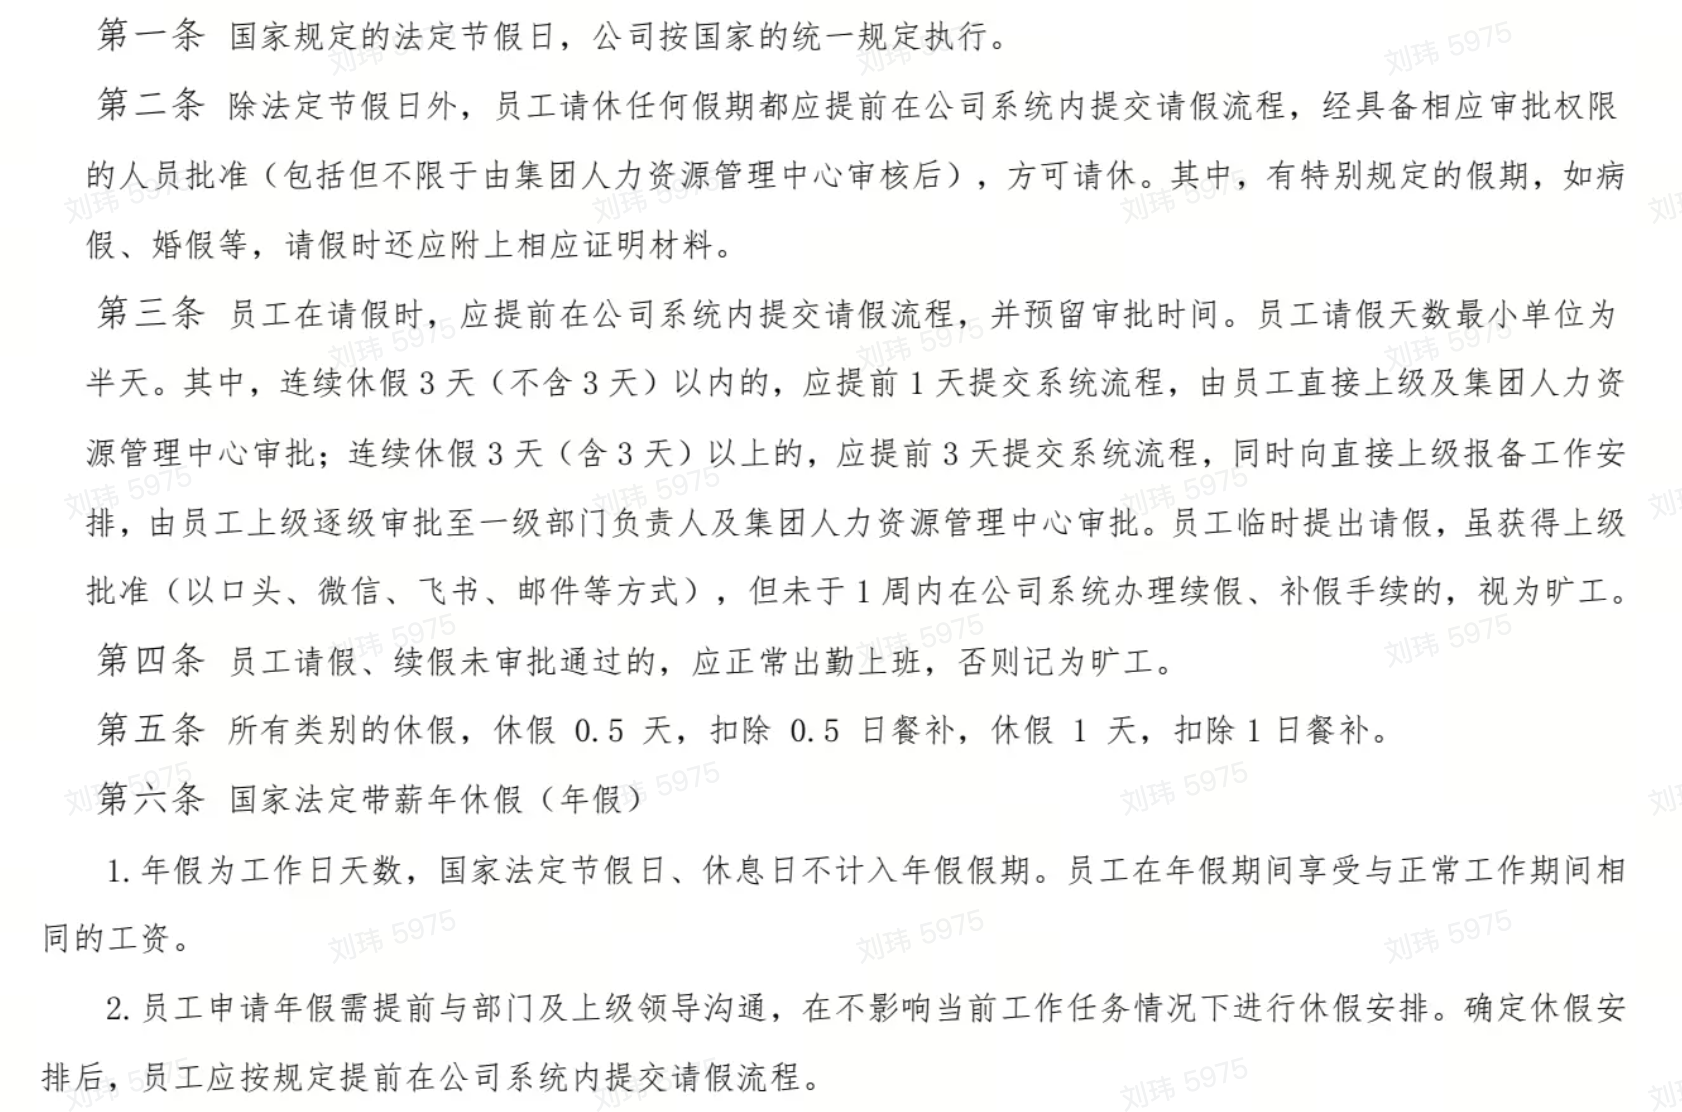 第一条 国家规定的法定节假日，公司按国家的统一规定执行。
第二条 除法定节假日外，员工请休任何假期都应提前在公司系统内提交请假流程，经具备相应审批权限
的人员批准（包括但不限于由集团人力资源管理中心审核后），方可请休。其中，有特别规定的假期，如病
假、婚假等，请假时还应附上相应证明材料。
第三条 员工在请假时，应提前在公司系统内提交请假流程，并预留审批时间。员工请假天数最小单位为
半天。其中，连续休假 3 天（不含 3 天）以内的，应提前 1 天提交系统流程，由员工直接上级及集团人力资
源管理中心审批；连续休假 3 天（含 3 天）以上的，应提前 3 天提交系统流程，同时向直接上级报备工作安
排，由员工上级逐级审批至一级部门负责人及集团人力资源管理中心审批。员工临时提出请假，虽获得上级
批准（以口头、微信、飞书、邮件等方式），但未于 1 周内在公司系统办理续假、补假手续的，视为旷工。
第四条 员工请假、续假未审批通过的，应正常出勤上班，否则记为旷工。
第五条 所有类别的休假，休假 0.5 天，扣除 0.5 日餐补，休假 1 天，扣除 1 日餐补。
第六条 国家法定带薪年休假（年假）
1. 年假为工作日天数，国家法定节假日、休息日不计入年假假期。员工在年假期间享受与正常工作期间相
同的工资。
2. 员工申请年假需提前与部门及上级领导沟通，在不影响当前工作任务情况下进行休假安排。确定休假安
排后，员工应按规定提前在公司系统内提交请假流程。
刘玮 5975